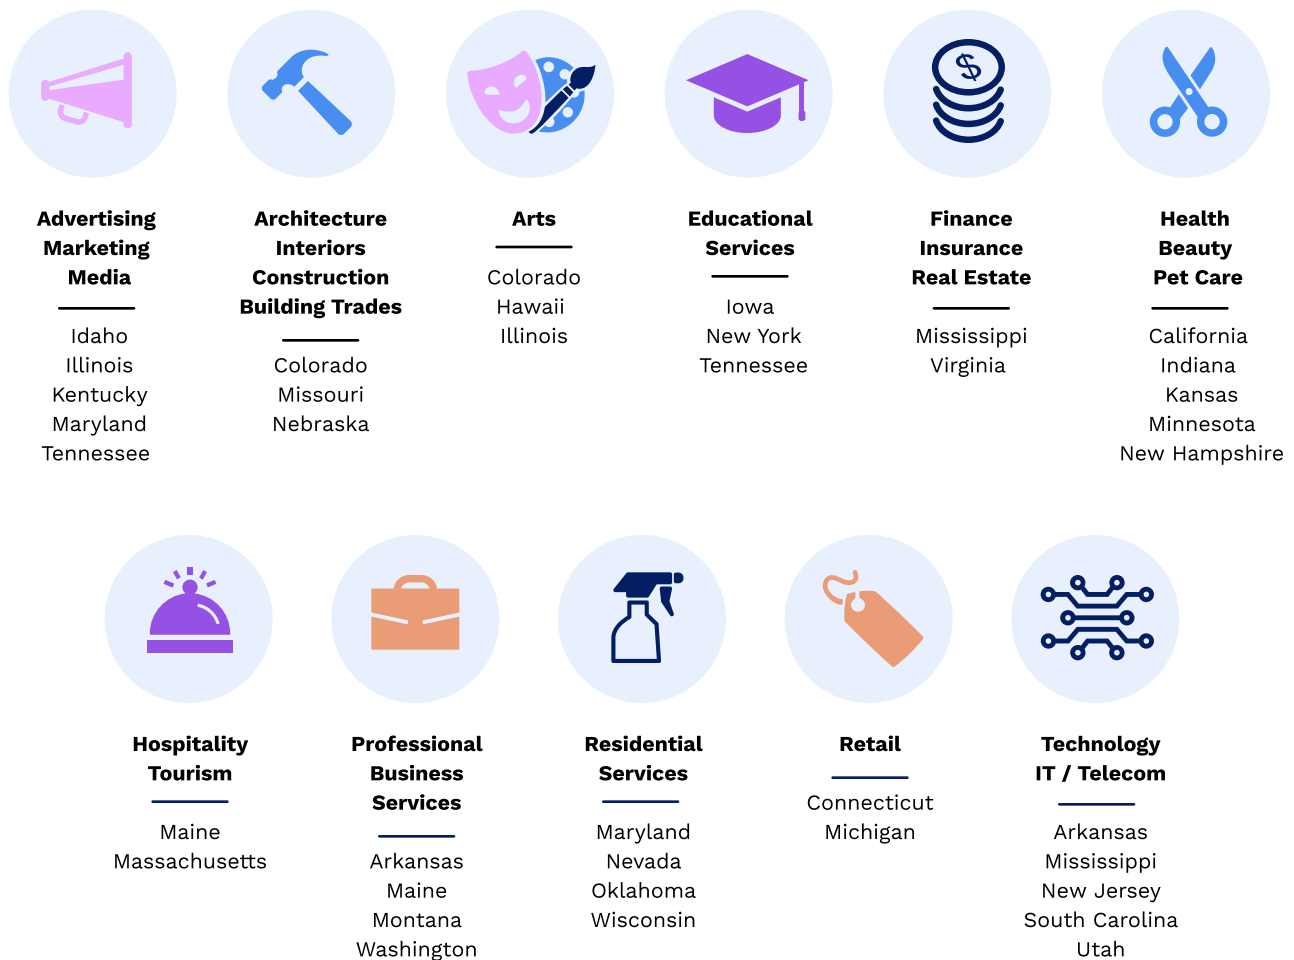 $
Advertising
Marketing
Media
Idaho
Illinois
Kentucky
Maryland
Tennessee
Architecture
Interiors
Construction
Building Trades
Colorado
Missouri
Nebraska
Arts
Colorado
Hawaii
Illinois
Educational
Services
Iowa
New York
Tennessee
Finance
Insurance
Real Estate
Mississippi
Virginia
Health
Beauty
Pet Care
California
Indiana
Kansas
Minnesota
New Hampshire
Hospitality
Tourism
Maine
Massachusetts
Professional
Business
Services
Arkansas
Maine
Montana
Washington
Residential
Services
Maryland
Nevada
Oklahoma
Wisconsin
Retail
Connecticut
Michigan
Technology
IT / Telecom
Arkansas
Mississippi
New Jersey
South Carolina
Utah